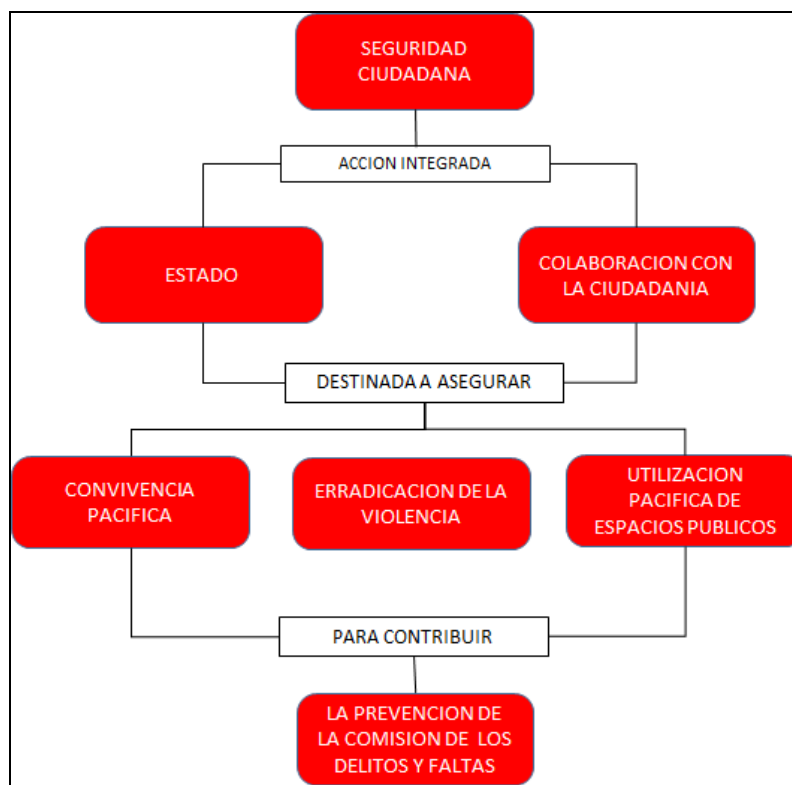 SEGURIDAD
CIUDADANA
ACCION INTEGRADA
ESTADO
COLABORACION CON
LA CIUDADANIA
DESTINADA A ASEGURAR
CONVIVENCIA
PACIFICA
ERRADICACION DE LA
VIOLENCIA
UTILIZACION
PACIFICA DE
ESPACIOS PUBLICOS
PARA CONTRIBUIR
LA PREVENCION DE
LA COMISION DE LOS
DELITOS Y FALTAS